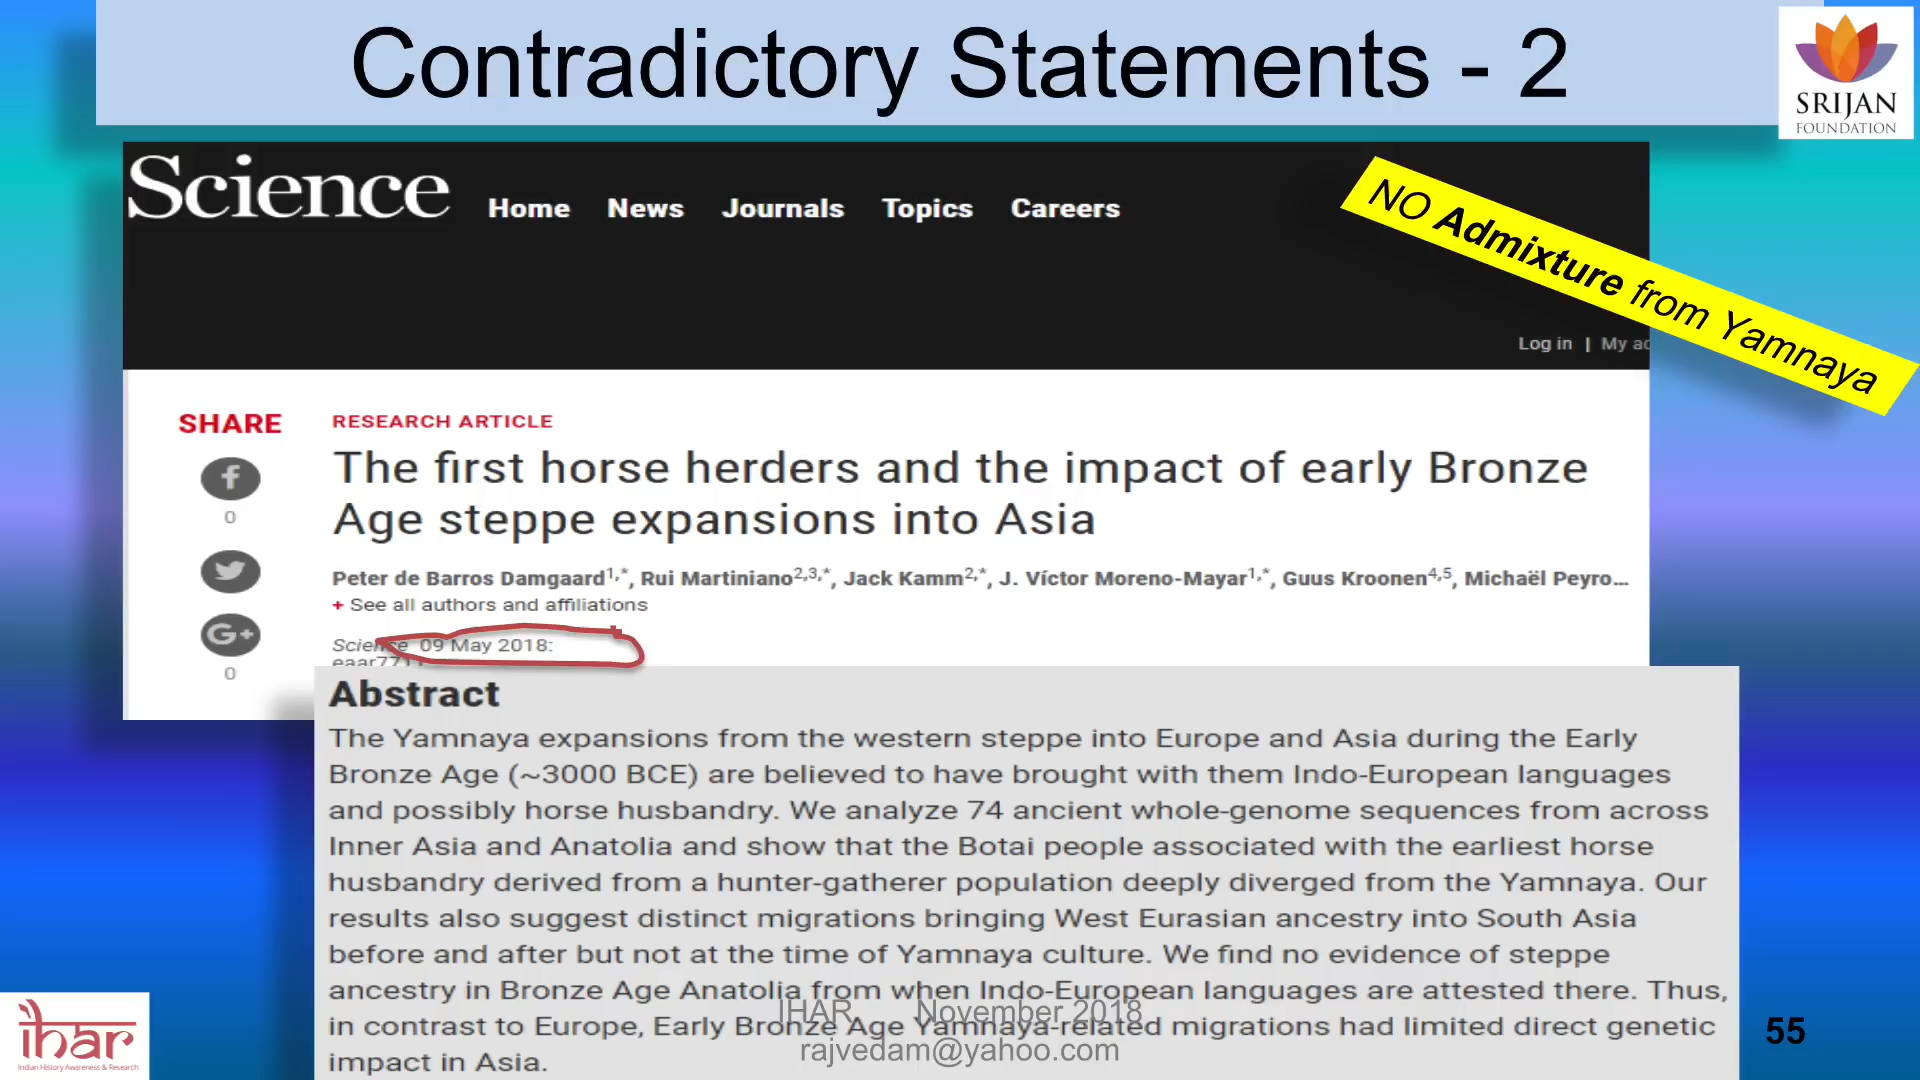 Contradictory Statements - 2
SRIJAN
FOUNDATION
Science
Home News Journals Topics Careers
NO Admixture from Yamnaya
Log in | My
SHARE
RESEARCH ARTICLE
The first horse herders and the impact of early Bronze
Age steppe expansions into Asia
0
Peter de Barros Damgaard1,*, Rui Martiniano2,3,*, Jack Kamm2,*, J. Víctor Moreno-Mayar1,*, Guus Kroonen4,5, Michaël Peyro...
+ See all authors and affiliations
G+
Science 09 May 2018:
0
Abstract
The Yamnaya expansions from the western steppe into Europe and Asia during the Early
Bronze Age (~3000 BCE) are believed to have brought with them Indo-European languages
and possibly horse husbandry. We analyze 74 ancient whole-genome sequences from across
Inner Asia and Anatolia and show that the Botai people associated with the earliest horse
husbandry derived from a hunter-gatherer population deeply diverged from the Yamnaya. Our
results also suggest distinct migrations bringing West Eurasian ancestry into South Asia
before and after but not at the time of Yamnaya culture. We find no evidence of steppe
ancestry in Bronze Age Anatolia from when Indo-European languages are attested there. Thus,
in contrast to Europe, Early Bronze Age Yamnaya-related migrations had limited direct genetic
impact in Asia.
IHAR November 2018
rajvedam@yahoo.com
55
ihar
Indian History Awareness & Research